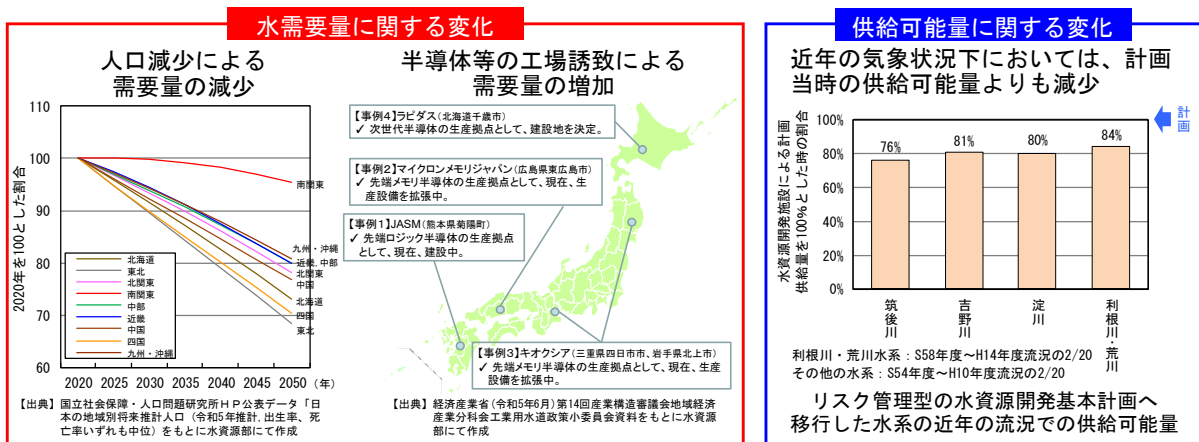 水需要量に関する変化
人口減少による
需要量の減少
2020年を100とした割合
110
100
90
80
70
60
2020 2025 2030 2035 2040 2045 2050 (年)
南関東
九州・沖縄
近畿,中部
北関東
中国
北海道
四国
東北
北海道
東北
北関東
南関東
中部
近畿
中国
四国
九州・沖縄
【出典】国立社会保障・人口問題研究所HP公表データ「日
本の地域別将来推計人口(令和5年推計,出生率、死
亡率いずれも中位)をもとに水資源部にて作成
半導体等の工場誘致による
需要量の増加
【事例4】ラピダス(北海道千歳市)
✓ 次世代半導体の生産拠点として、建設地を決定。
【事例2】マイクロンメモリジャパン(広島県東広島市)
✓ 先端メモリ半導体の生産拠点として、現在、生
産設備を拡張中。
【事例1】JASM(熊本県菊陽町)
✓ 先端ロジック半導体の生産拠点
として、現在、建設中。
【事例3】キオクシア(三重県四日市市、岩手県北上市)
✓ 先端メモリ半導体の生産拠点として、現在、生産
設備を拡張中。
【出典】経済産業省(令和5年6月)第14回産業構造審議会地域経済
産業分科会工業用水道政策小委員会資料をもとに水資源
部にて作成
供給可能量に関する変化
近年の気象状況下においては、計画
当時の供給可能量よりも減少
水資源開発施設による計画
供給量を100%とした時の割合
100%
80%
60%
40%
20%
0%
計画
76%
81%
80%
84%
筑後川
吉野川
淀川
利根川・荒川
利根川・荒川水系:S58年度~H14年度流況の2/20
その他の水系:S54年度~H10年度流況の2/20
リスク管理型の水資源開発基本計画へ
移行した水系の近年の流況での供給可能量